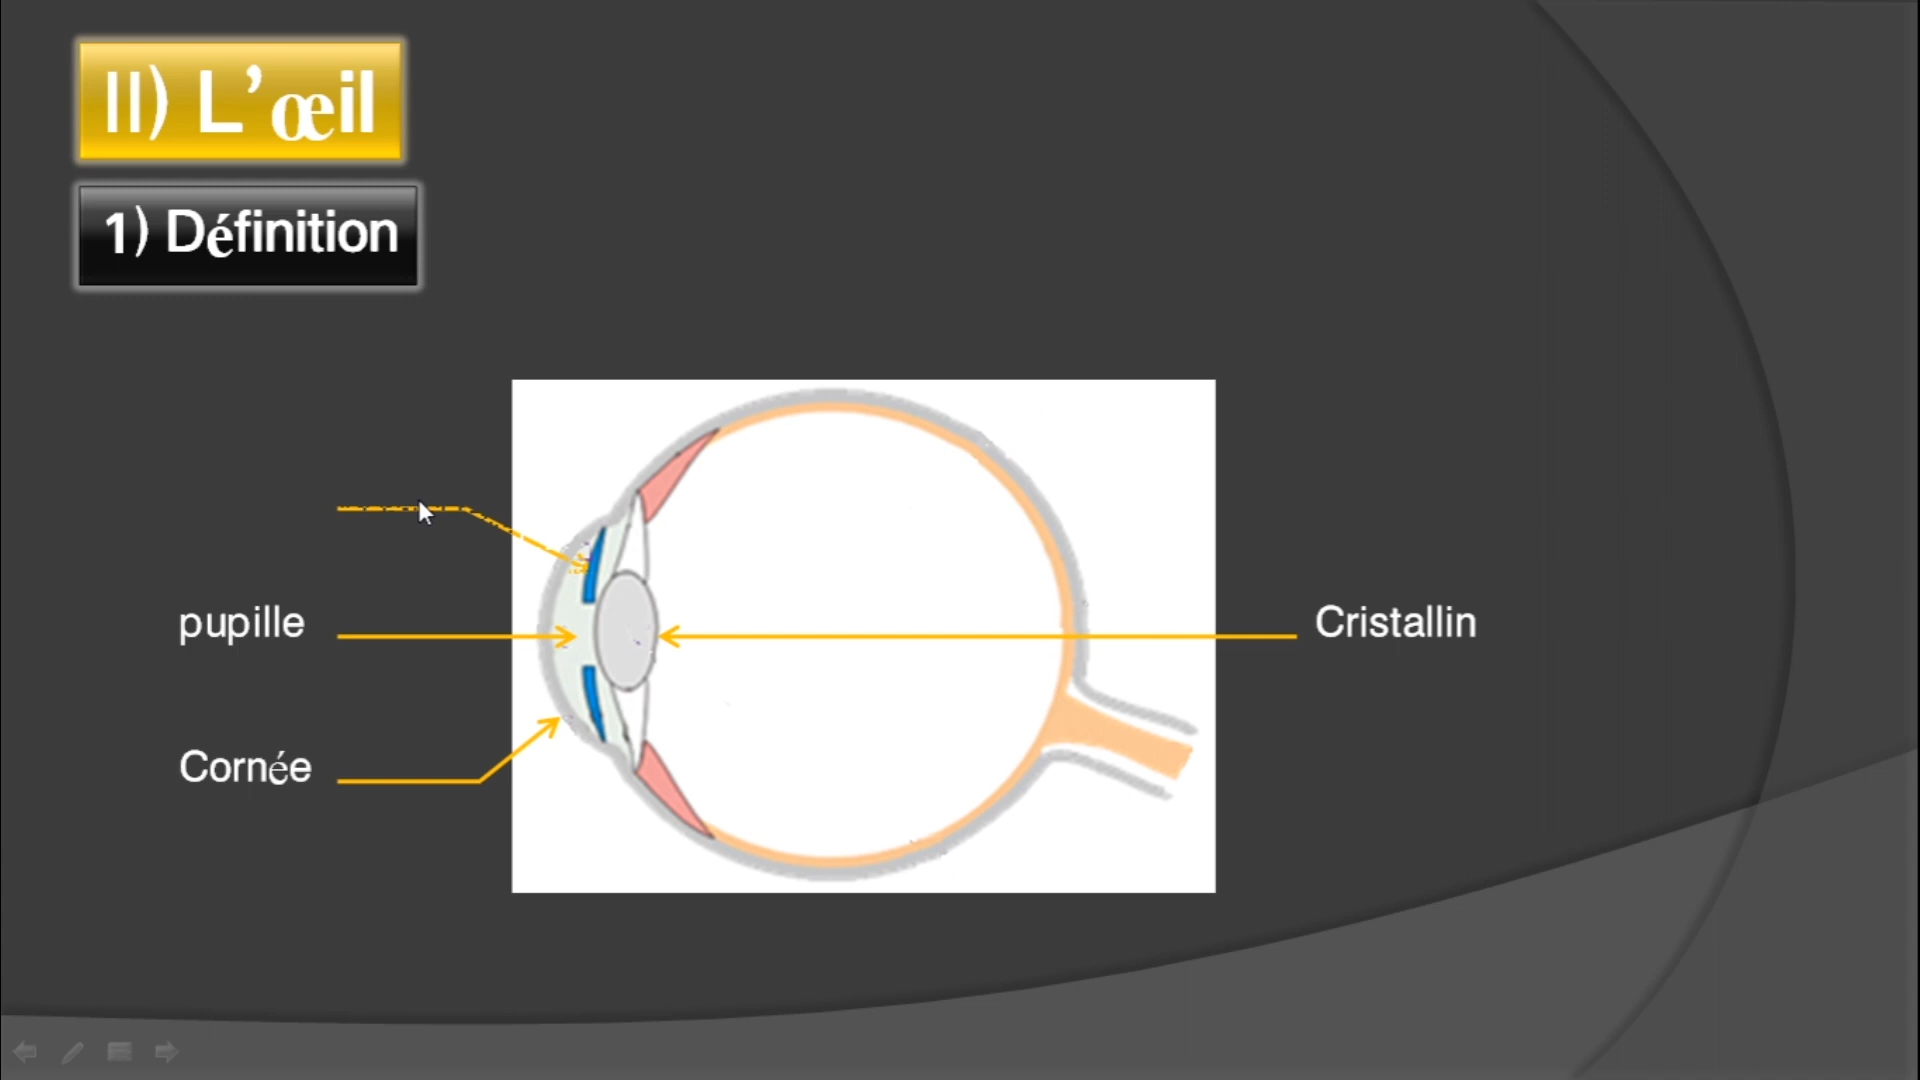 II) L’œil
1) Définition
pupille
Cristallin
Cornée